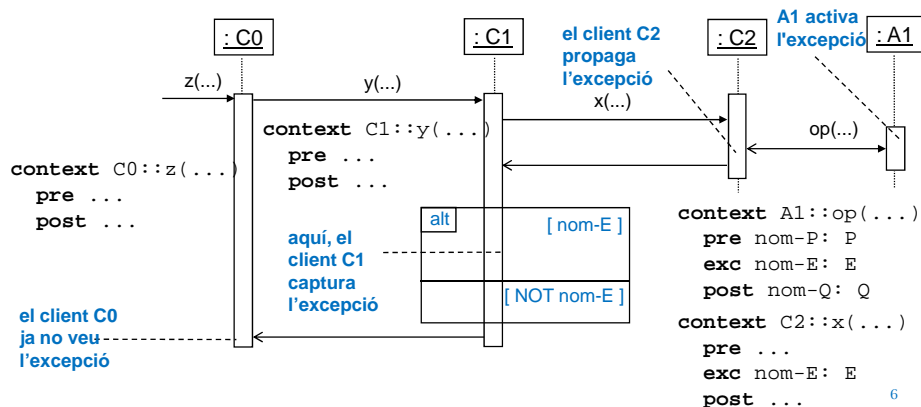 : C0
: C1
el client C2
propaga
l'excepció
: C2
A1 activa
l'excepció
: A1
z(...)
y(...)
x(...)
op(...)
context C0::z(...)
pre ...
post ...
context C1::y(...)
pre ...
post ...
aquí, el
client C1
captura
l’excepció
alt
[ nom-E ]
[ NOT nom-E ]
el client C0
ja no veu
l’excepció
context A1::op(...)
pre nom-P: P
exc nom-E: E
post nom-Q: Q
context C2::x(...)
pre ...
exc nom-E: E
post ...
6